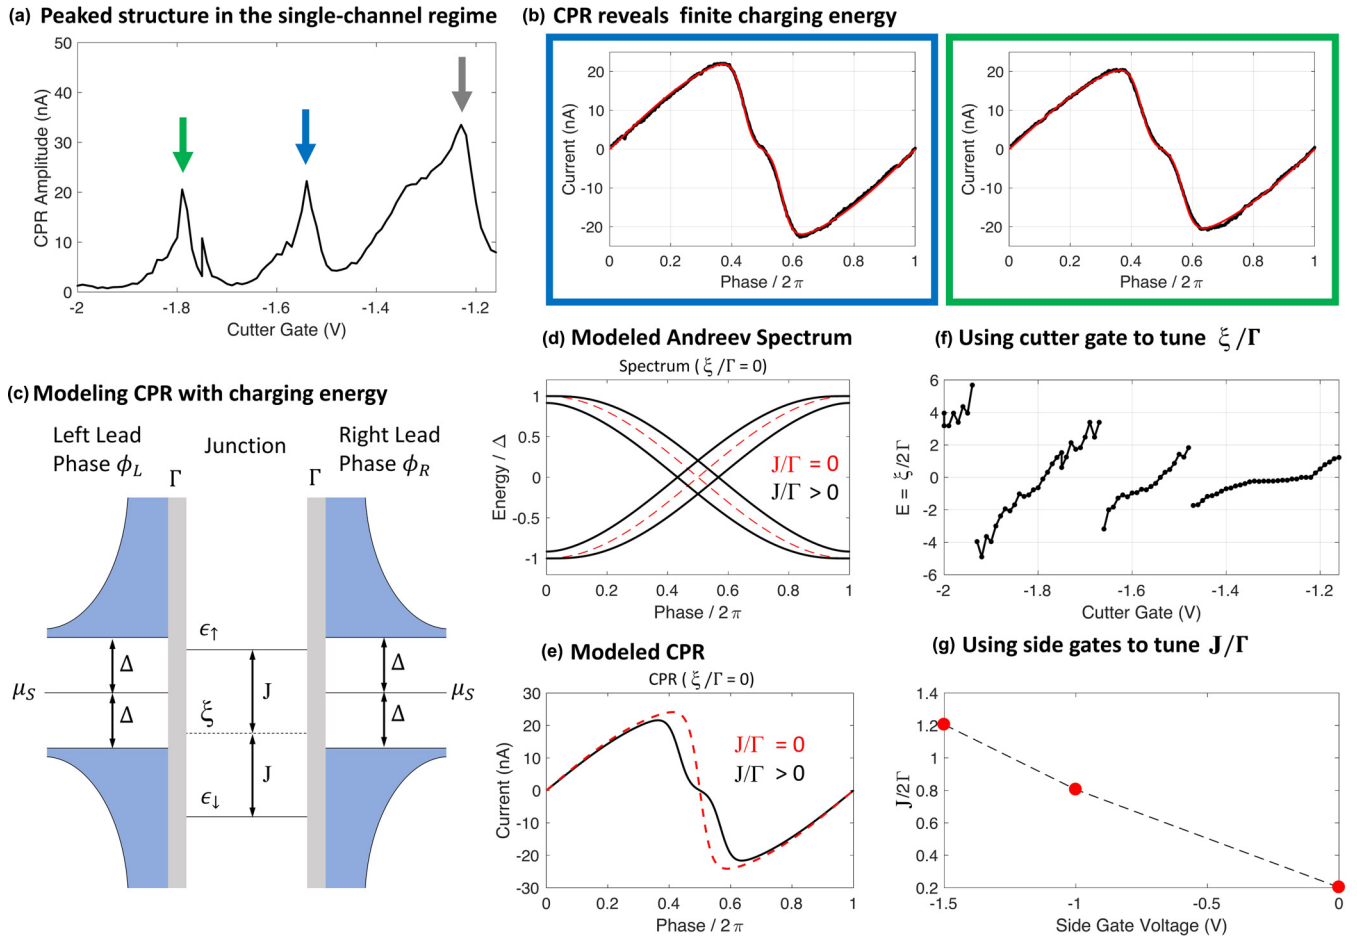 (a) Peaked structure in the single-channel regime
50
40
30
20
10
0
CPR Amplitude (nA)
-2
-1.8
-1.6
-1.4
-1.2
Cutter Gate (V)
(b) CPR reveals finite charging energy
20
10
0
-10
-20
Current (nA)
0
0.2
0.4
0.6
0.8
1
Phase / 2 π
20
10
0
-10
-20
Current (nA)
0
0.2
0.4
0.6
0.8
1
Phase / 2 π
(c) Modeling CPR with charging energy
Left Lead
Phase ϕL
Junction
Right Lead
Phase ϕR
Γ
Γ
ϵ↑
Δ
Δ
J
μS
μS
ξ
Δ
Δ
J
ϵ↓
(d) Modeled Andreev Spectrum
Spectrum ( ξ/Γ = 0)
1
0.5
0
-0.5
-1
Energy / Δ
J/Γ = 0
J/Γ > 0
0
0.2
0.4
0.6
0.8
1
Phase / 2 π
(e) Modeled CPR
CPR ( ξ/Γ = 0)
30
20
10
0
-10
-20
-30
Current (nA)
J/Γ = 0
J/Γ > 0
0
0.2
0.4
0.6
0.8
1
Phase / 2 π
(f) Using cutter gate to tune ξ/Γ
6
4
2
0
-2
-4
-6
E = ξ/2Γ
-2
-1.8
-1.6
-1.4
-1.2
Cutter Gate (V)
(g) Using side gates to tune J/Γ
1.4
1.2
1
0.8
0.6
0.4
0.2
J/2Γ
-1.5
-1
-0.5
0
Side Gate Voltage (V)